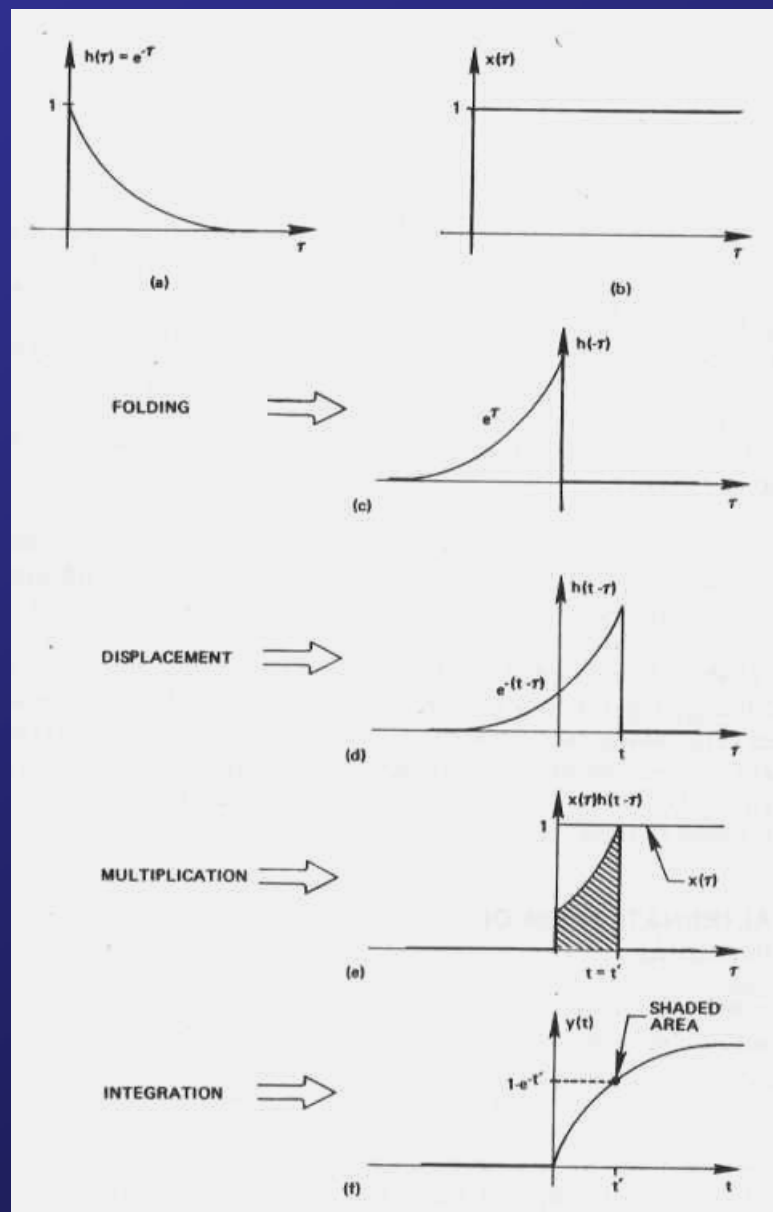 h(τ) = e^-τ
1
τ
(a)
x(τ)
1
τ
(b)
FOLDING
h(-τ)
e^τ
τ
(c)
DISPLACEMENT
h(t-τ)
e^-(t-τ)
t
τ
(d)
MULTIPLICATION
x(τ)h(t-τ)
1
x(τ)
t = t′
τ
(e)
INTEGRATION
y(t)
SHADED
AREA
1-e^-t′
t′
t
(f)